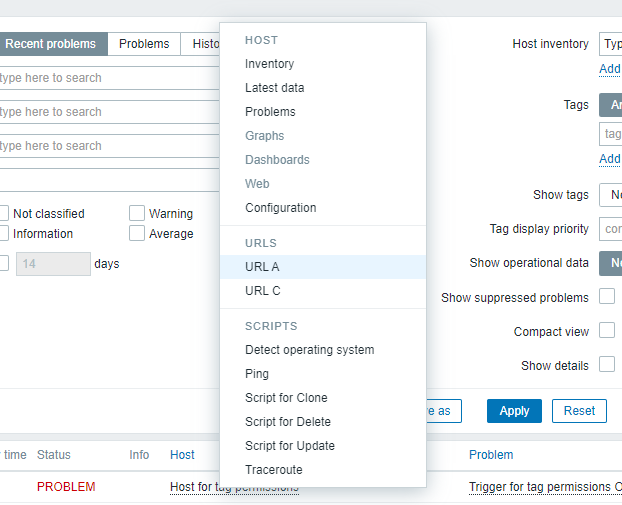 Recent problems
Problems
Histo
type here to search
type here to search
type here to search
Not classified
Warning
Information
Average
14
days
HOST
Inventory
Latest data
Problems
Graphs
Dashboards
Web
Configuration
URLS
URL A
URL C
SCRIPTS
Detect operating system
Ping
Script for Clone
Script for Delete
Script for Update
Traceroute
Host inventory
Typ
Add
Tags
An
tag
Add
Show tags
No
Tag display priority
com
Show operational data
No
Show suppressed problems
Compact view
Show details
e as
Apply
Reset
time
Status
Info
Host
Problem
PROBLEM
Host for tag permissions
Trigger for tag permissions O